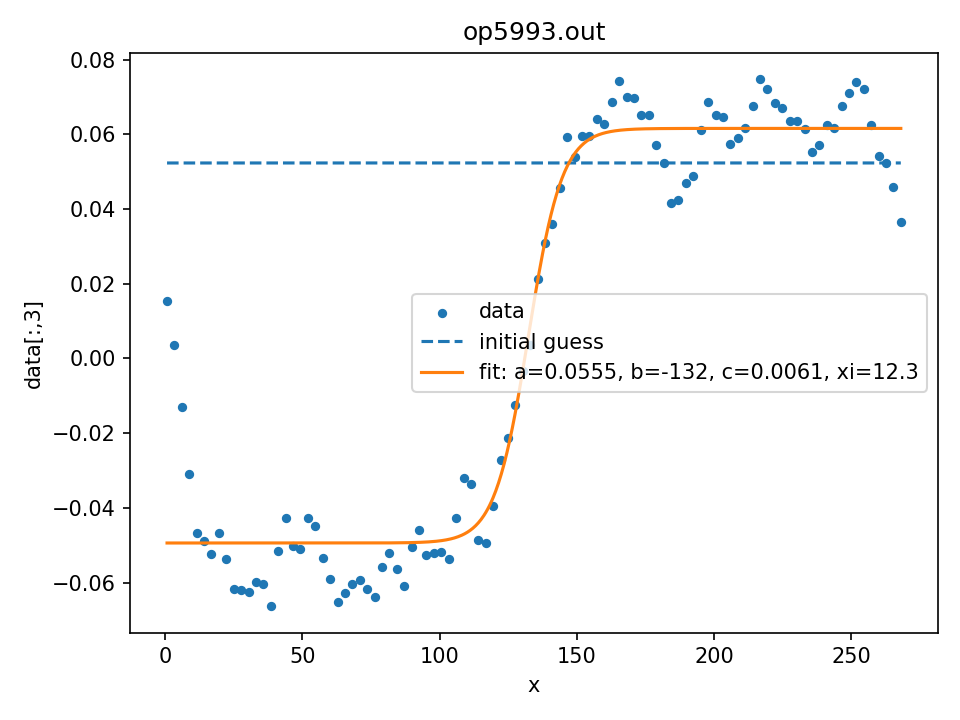 op5993.out
0.08
0.06
0.04
0.02
0.00
−0.02
−0.04
−0.06
data[:,3]
data
initial guess
fit: a=0.0555, b=-132, c=0.0061, xi=12.3
0 50 100 150 200 250
x